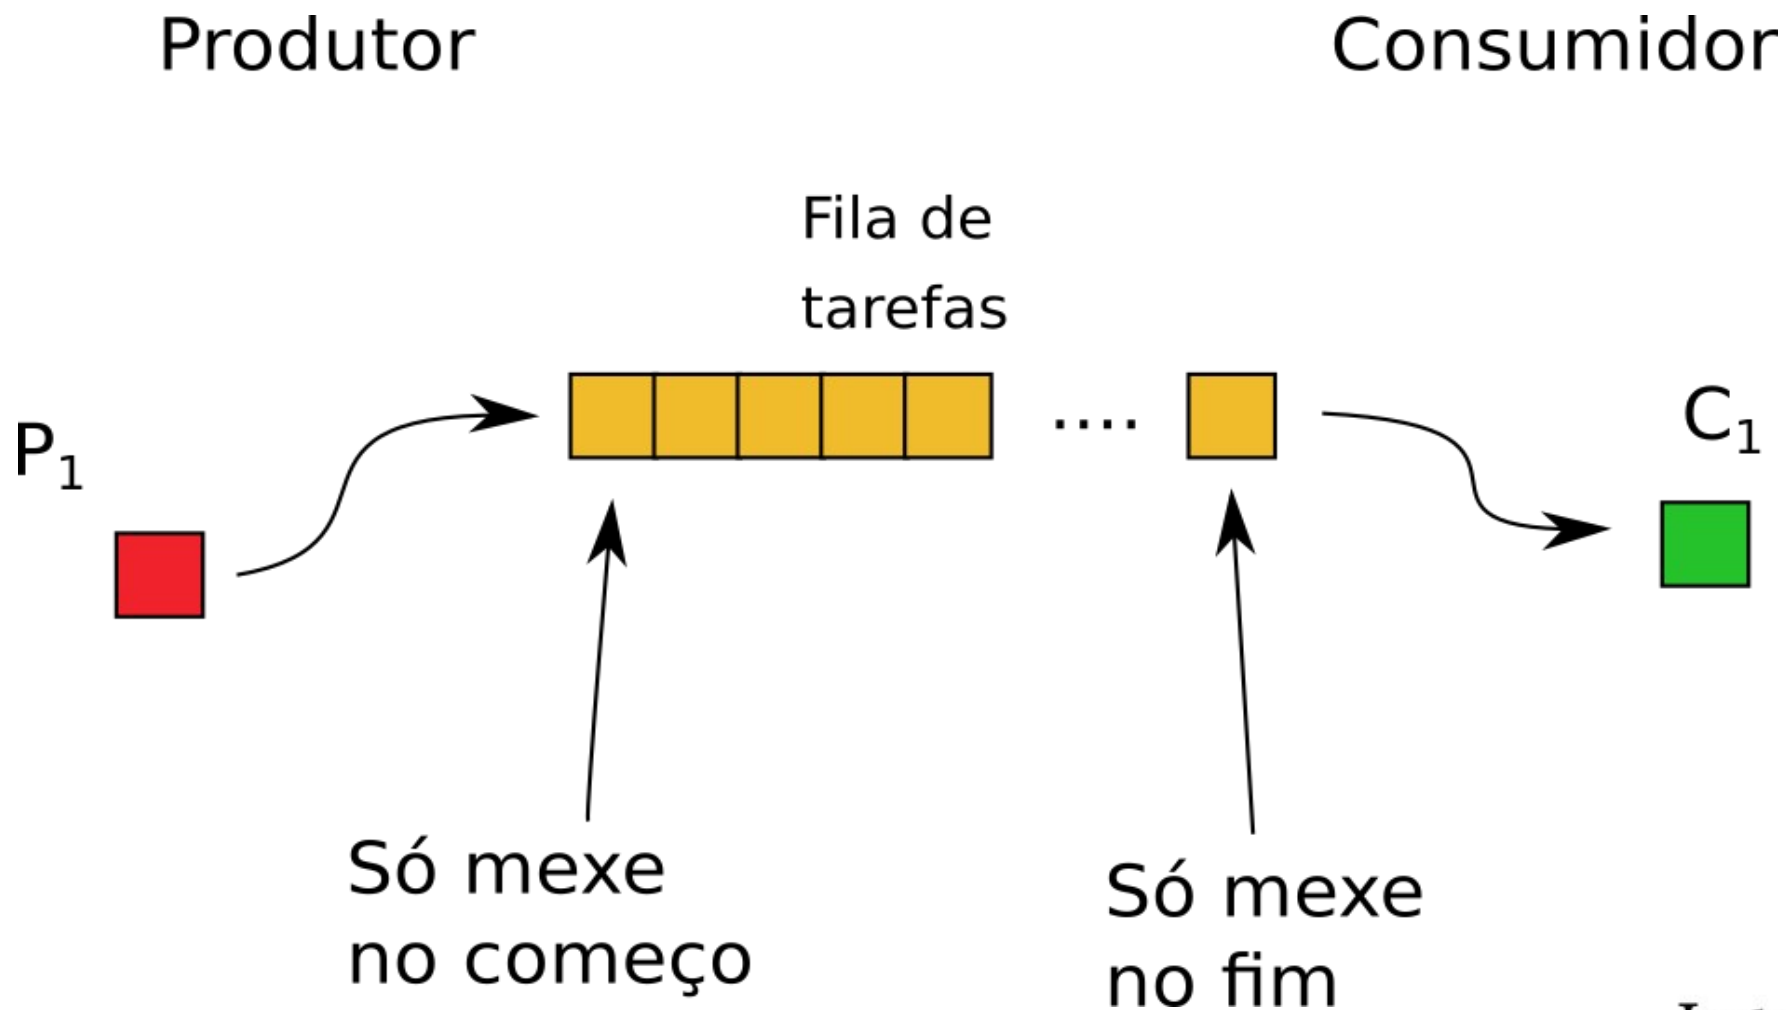 Produtor
Consumidor
Fila de
tarefas
P1
C1
Só mexe
no começo
Só mexe
no fim